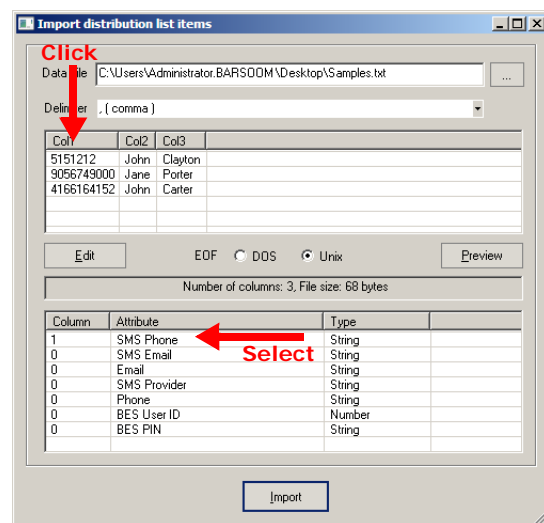 Import distribution list items
Click
Data File C:\Users\Administrator.BARSOOM\Desktop\Samples.txt ...
Delimiter , ( comma )
Col1 Col2 Col3
5151212 John Clayton
9056749000 Jane Porter
4166164152 John Carter
Edit EOF DOS Unix Preview
Number of columns: 3, File size: 68 bytes
Column Attribute Type
1 SMS Phone String
Select
0 SMS Email String
0 Email String
0 SMS Provider String
0 Phone String
0 BES User ID Number
0 BES PIN String
Import